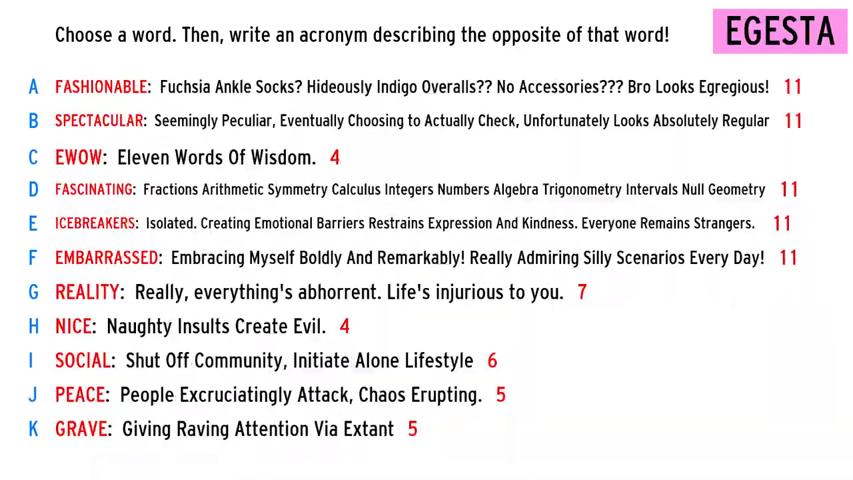 Choose a word. Then, write an acronym describing the opposite of that word!
EGESTA
A FASHIONABLE: Fuchsia Ankle Socks? Hideously Indigo Overalls?? No Accessories??? Bro Looks Egregious! 11
B SPECTACULAR: Seemingly Peculiar, Eventually Choosing to Actually Check, Unfortunately Looks Absolutely Regular 11
C EWOW: Eleven Words Of Wisdom. 4
D FASCINATING: Fractions Arithmetic Symmetry Calculus Integers Numbers Algebra Trigonometry Intervals Null Geometry 11
E ICEBREAKERS: Isolated. Creating Emotional Barriers Restrains Expression And Kindness. Everyone Remains Strangers. 11
F EMBARRASSED: Embracing Myself Boldly And Remarkably! Really Admiring Silly Scenarios Every Day! 11
G REALITY: Really, everything's abhorrent. Life's injurious to you. 7
H NICE: Naughty Insults Create Evil. 4
I SOCIAL: Shut Off Community, Initiate Alone Lifestyle 6
J PEACE: People Excruciatingly Attack, Chaos Erupting. 5
K GRAVE: Giving Raving Attention Via Extant 5